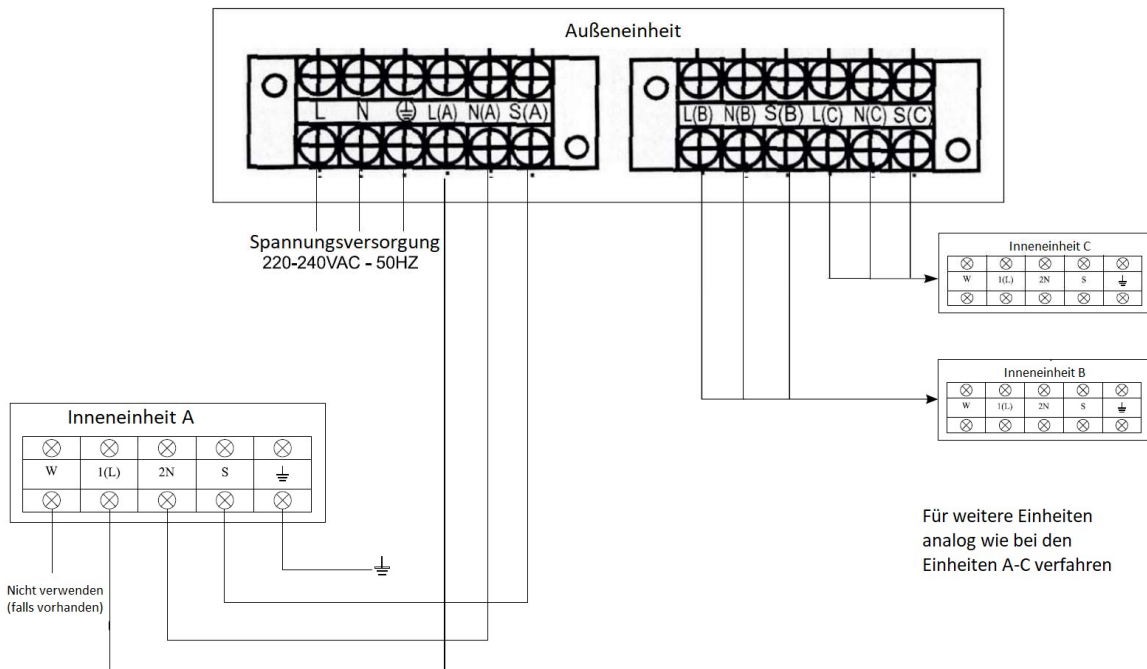 Außeneinheit
L N L(A) N(A) S(A)
L(B) N(B) S(B) L(C) N(C) S(C)
Spannungsversorgung
220-240VAC - 50HZ
Inneneinheit C
W 1(L) 2N S
Inneneinheit B
W 1(L) 2N S
Inneneinheit A
W 1(L) 2N S
Nicht verwenden
(falls vorhanden)
Für weitere Einheiten
analog wie bei den
Einheiten A-C verfahren